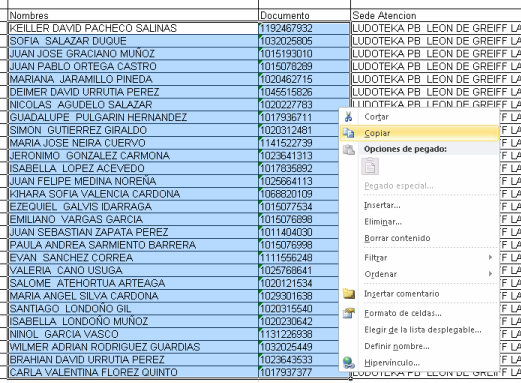 Nombres Documento Sede Atencion
KEILLER DAVID PACHECO SALINAS 1192467932 LUDOTEKA PB LEON DE GREIFF LA
SOFIA SALAZAR DUQUE 1032025805 LUDOTEKA PB LEON DE GREIFF LA
JUAN JOSE GRACIANO MUÑOZ 1015193010 LUDOTEKA PB LEON DE GREIFF LA
JUAN PABLO ORTEGA CASTRO 1015078289 LUDOTEKA PB LEON DE GREIFF LA
MARIANA JARAMILLO PINEDA 1020462715 LUDOTEKA PB LEON DE GREIFF LA
DEIMER DAVID URRUTIA PEREZ 1045515826 LUDOTEKA PB LEON DE GREIFF LA
NICOLAS AGUDELO SALAZAR 1020227783 LUDOTEKA PB LEON DE GREIFF LA
GUADALUPE PULGARIN HERNANDEZ 1017936711 F LA
SIMON GUTIERREZ GIRALDO 1020312481 F LA
MARIA JOSE NEIRA CUERVO 1141522739 F LA
JERONIMO GONZALEZ CARMONA 1023641313 F LA
ISABELLA LOPEZ ACEVEDO 1017835892 F LA
JUAN FELIPE MEDINA NOREÑA 1025664113 F LA
KIHARA SOFIA VALENCIA CARDONA 1068820109 F LA
EZEQUIEL GALVIS IDARRAGA 1015077534 F LA
EMILIANO VARGAS GARCIA 1015076898 F LA
JUAN SEBASTIAN ZAPATA PEREZ 1011404030 F LA
PAULA ANDREA SARMIENTO BARRERA 1015076998 F LA
EVAN SANCHEZ CORREA 1111556248 F LA
VALERIA CANO USUGA 1025768641 F LA
SALOME ATEHORTUA ARTEAGA 1020121534 F LA
MARIA ANGEL SILVA CARDONA 1029301638 F LA
SANTIAGO LONDOÑO GIL 1020315540 F LA
ISABELLA LONDOÑO MUÑOZ 1020230642 F LA
NINOL GARCIA VASCO 1131226938 F LA
WILMER ADRIAN RODRIGUEZ GUARDIAS 1032025449 F LA
BRAHIAN DAVID URRUTIA PEREZ 1023643533 F LA
CARLA VALENTINA FLOREZ QUINTO 1017937377 LUDOTEKA PB LEON DE GREIFF LA
Cortar
Copiar
Opciones de pegado:
Pegado especial...
Insertar...
Eliminar...
Borrar contenido
Filtrar
Ordenar
Insertar comentario
Formato de celdas...
Elegir de la lista desplegable...
Definir nombre...
Hipervínculo...